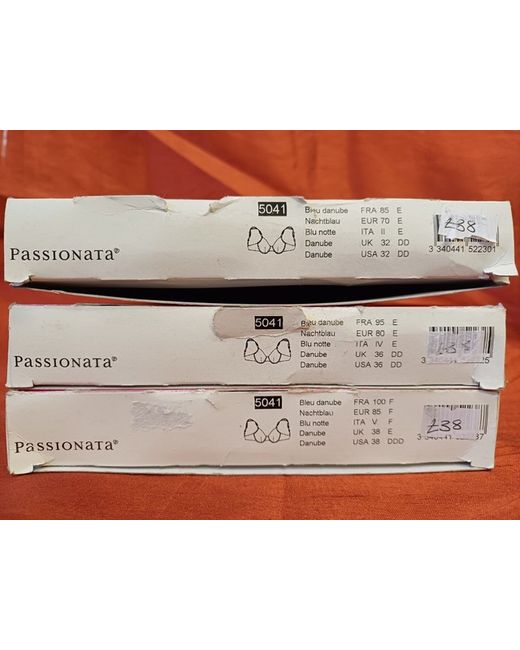 5041 Bleu danube FRA 85 E
Nachtblau EUR 70 E
Blu notte ITA II E
Danube UK 32 DD
Danube USA 32 DD
PASSIONATA®
£38
3 340441 522301
5041 Bleu danube FRA 95 E
Nachtblau EUR 80 E
Blu notte ITA IV E
Danube UK 36 DD
Danube USA 36 DD
PASSIONATA®
5041 Bleu danube FRA 100 F
Nachtblau EUR 85 F
Blu notte ITA V F
Danube UK 38 E
Danube USA 38 DDD
PASSIONATA®
£38